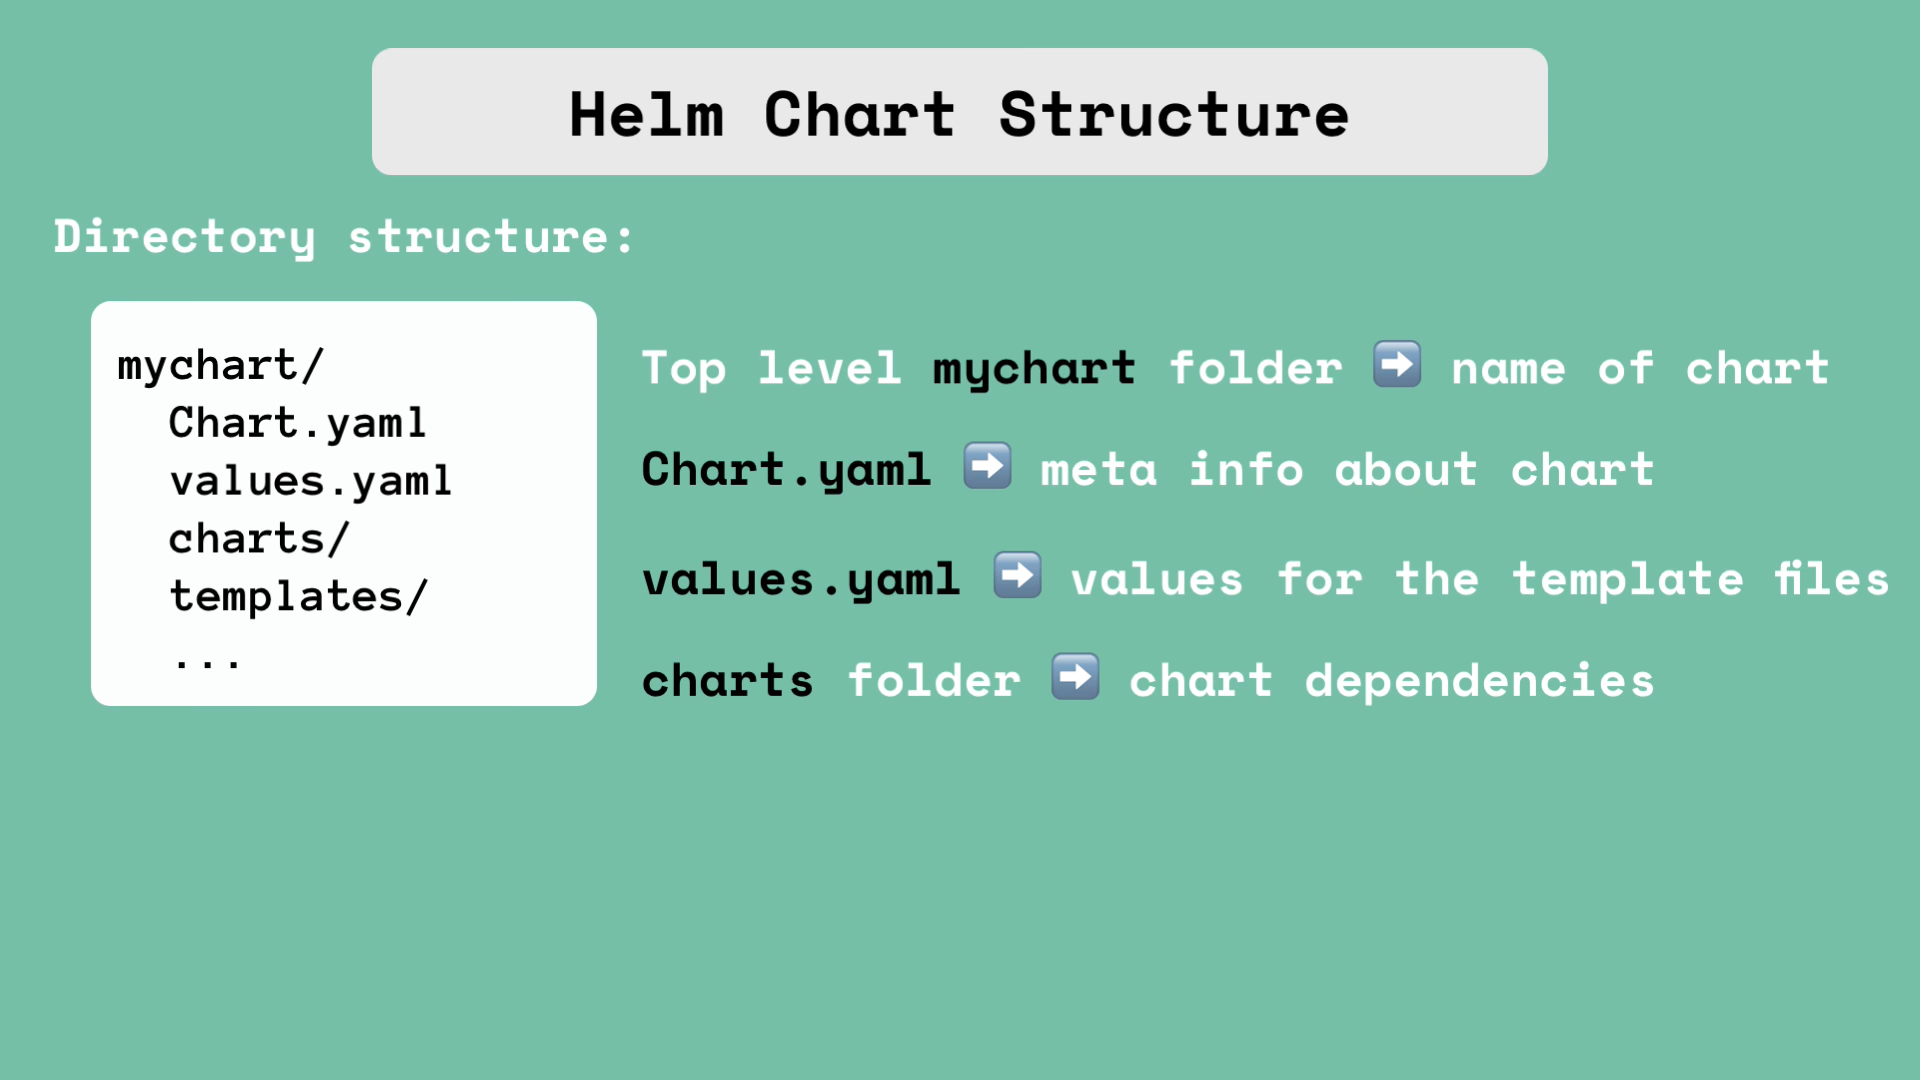 Helm Chart Structure
Directory structure:
mychart/
Chart.yaml
values.yaml
charts/
templates/
...
Top level mychart folder ➡️ name of chart
Chart.yaml ➡️ meta info about chart
values.yaml ➡️ values for the template files
charts folder ➡️ chart dependencies